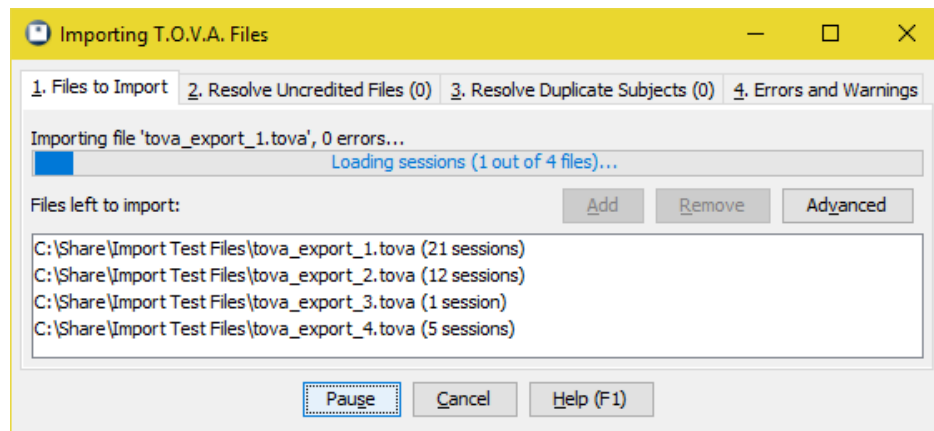 Importing T.O.V.A. Files
1. Files to Import 2. Resolve Uncredited Files (0) 3. Resolve Duplicate Subjects (0) 4. Errors and Warnings
Importing file 'tova_export_1.tova', 0 errors...
Loading sessions (1 out of 4 files)...
Files left to import: Add Remove Advanced
C:\Share\Import Test Files\tova_export_1.tova (21 sessions)
C:\Share\Import Test Files\tova_export_2.tova (12 sessions)
C:\Share\Import Test Files\tova_export_3.tova (1 session)
C:\Share\Import Test Files\tova_export_4.tova (5 sessions)
Pause Cancel Help (F1)